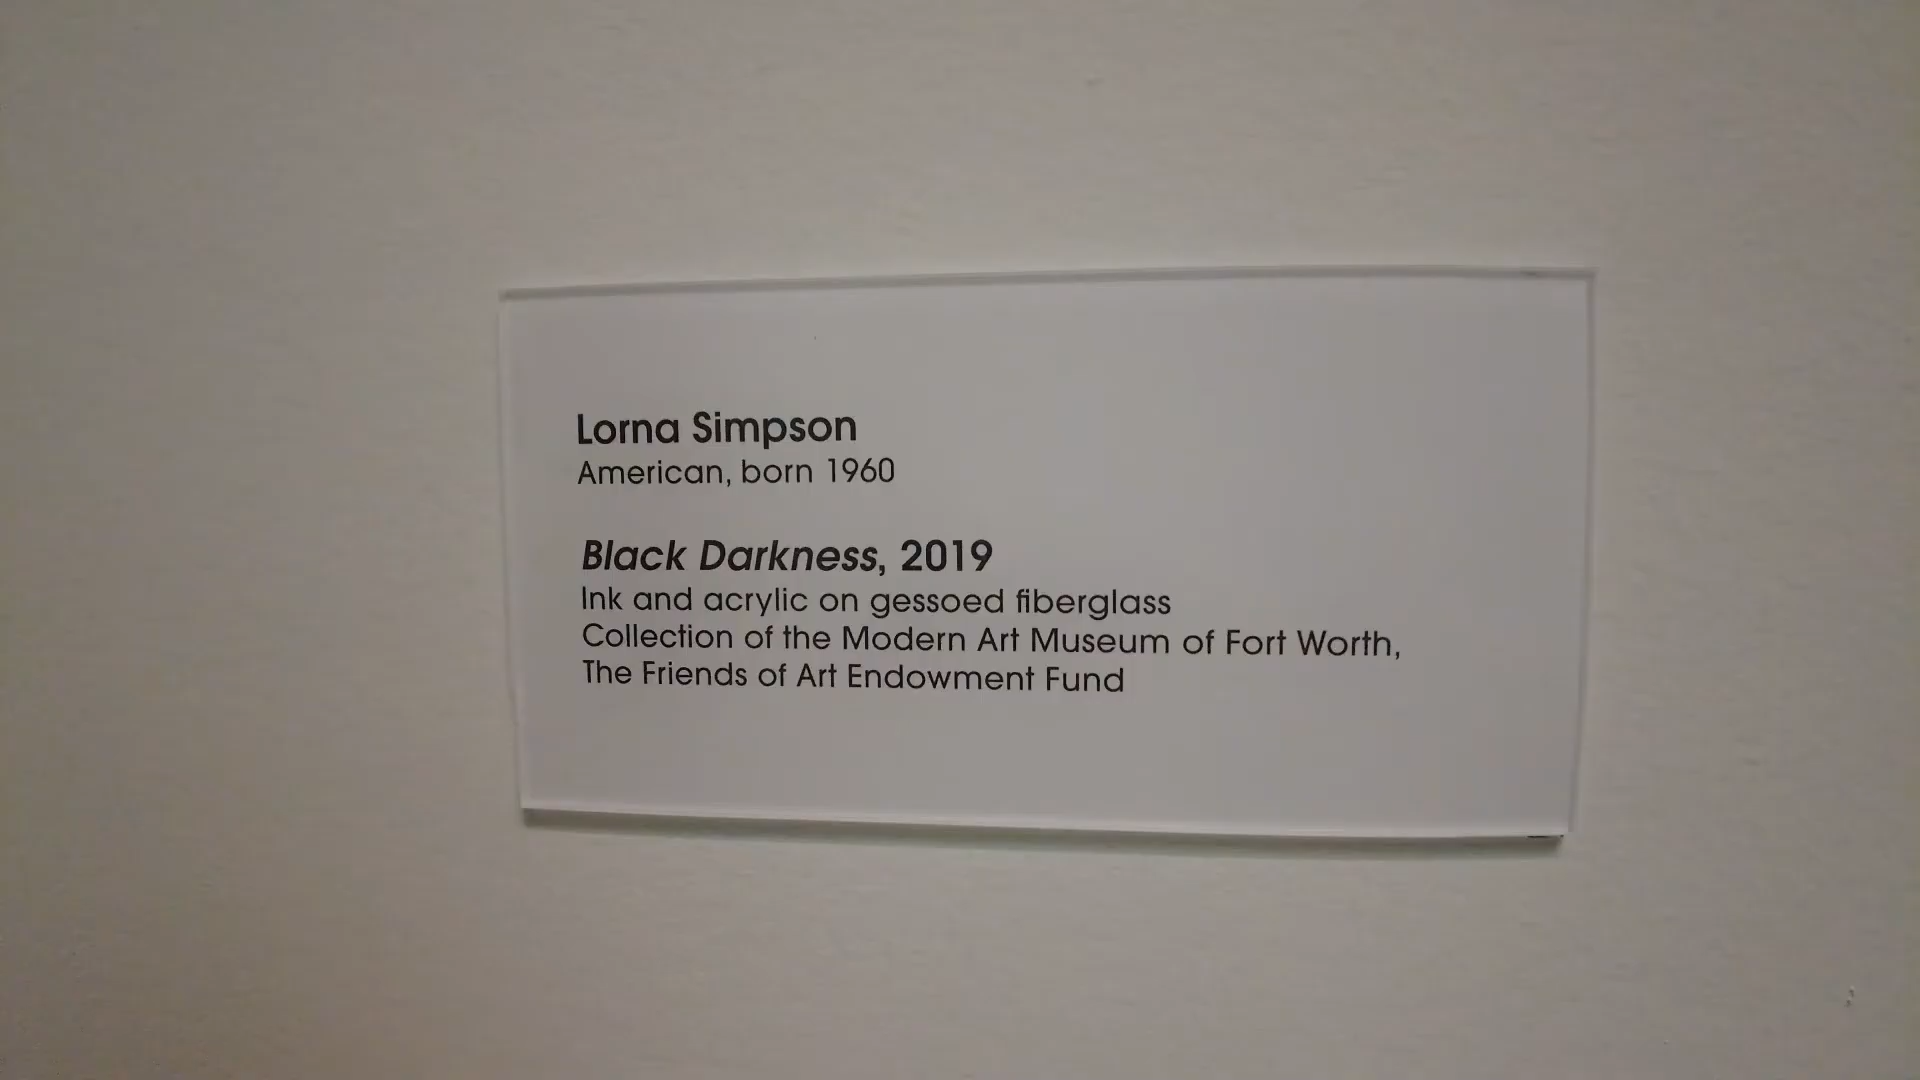 Lorna Simpson
American, born 1960
Black Darkness, 2019
Ink and acrylic on gessoed fiberglass
Collection of the Modern Art Museum of Fort Worth,
The Friends of Art Endowment Fund